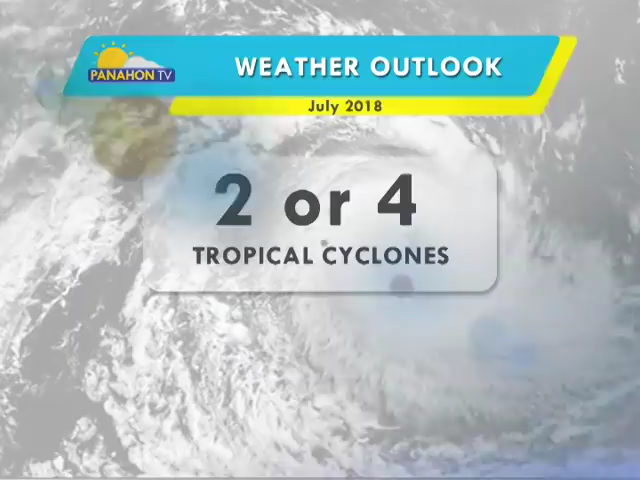 PANAHON TV
WEATHER OUTLOOK
July 2018
2 or 4
TROPICAL CYCLONES